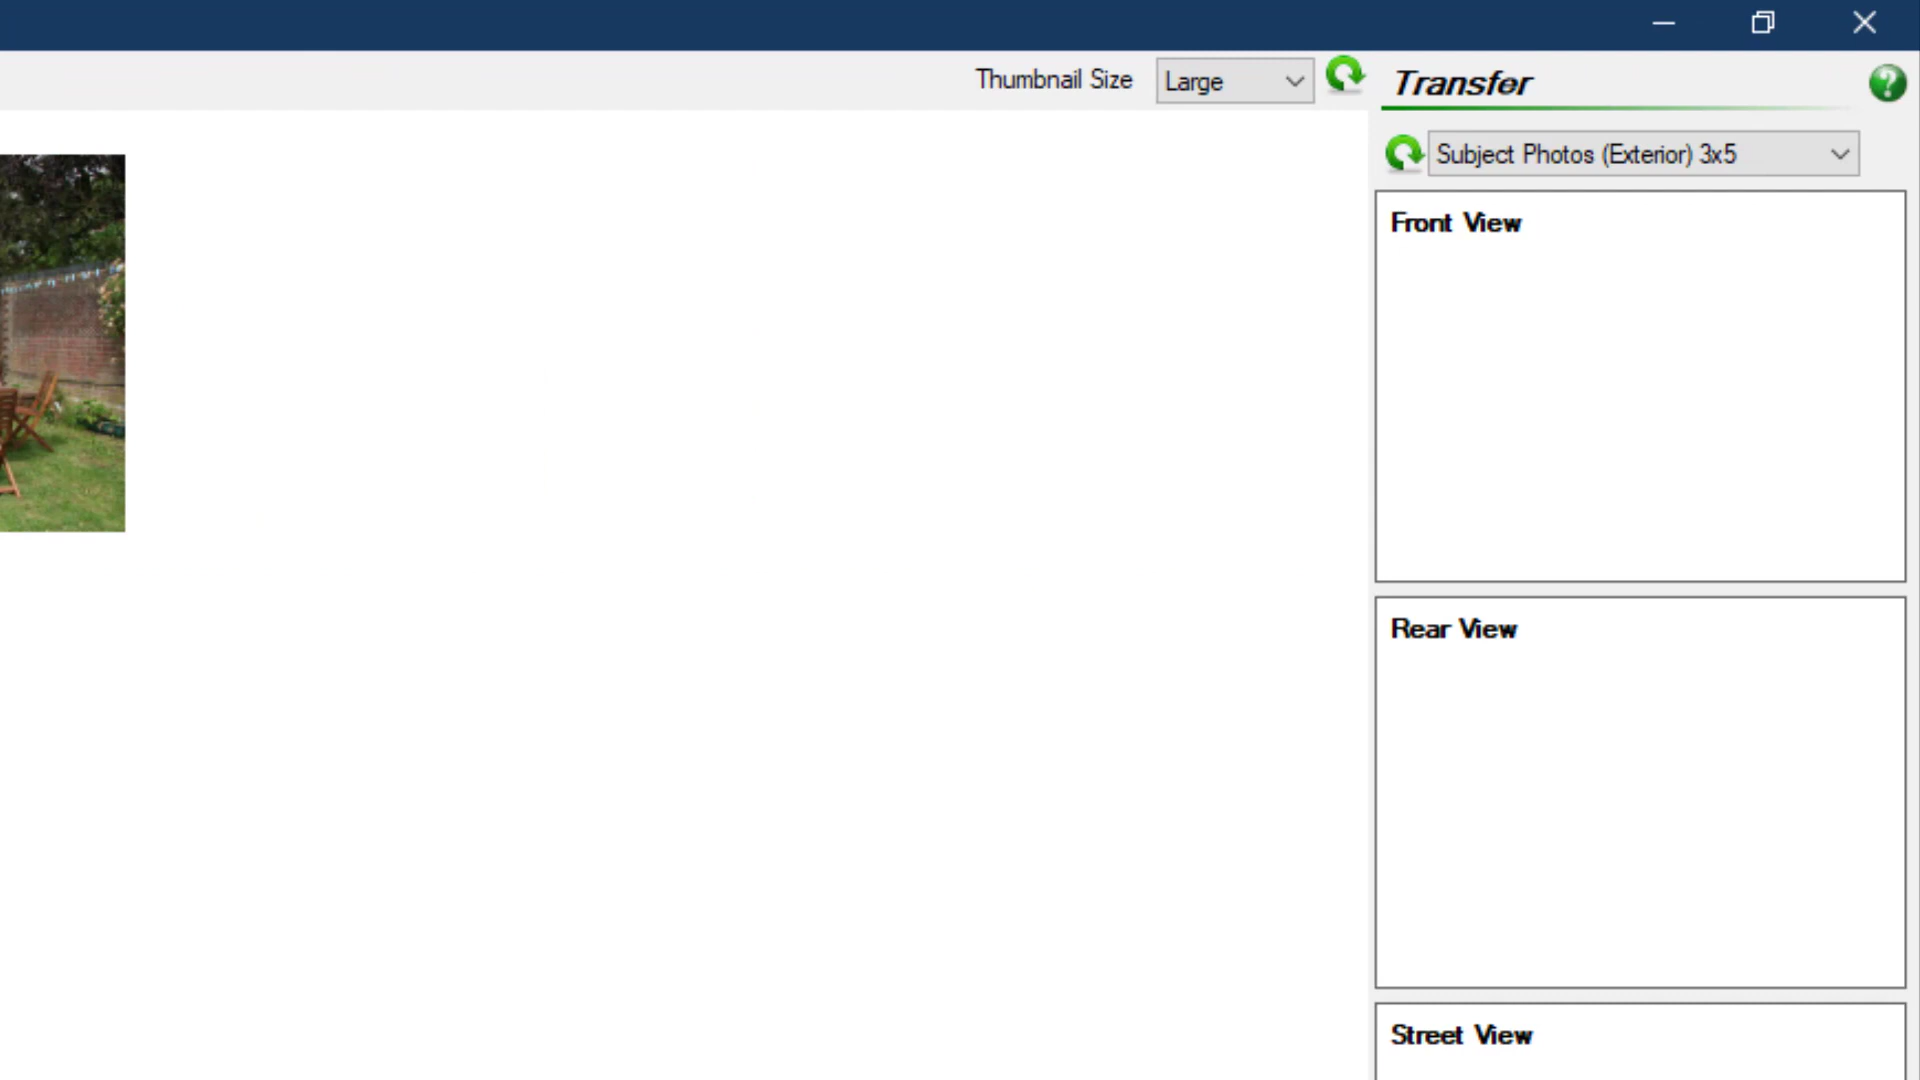 Thumbnail Size
Large
Transfer
Subject Photos (Exterior) 3x5
Front View
Rear View
Street View